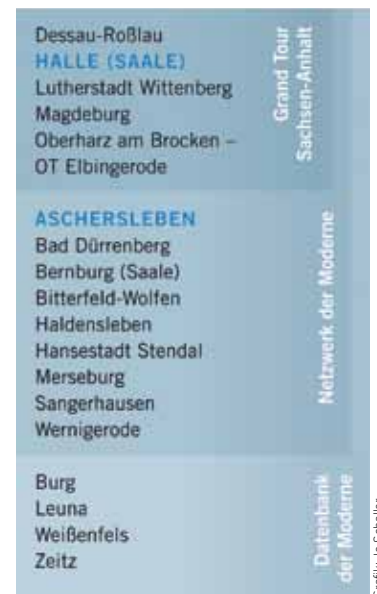 Dessau-Roßlau
HALLE (SAALE)
Lutherstadt Wittenberg
Magdeburg
Oberharz am Brocken –
OT Elbingerode
Grand Tour
Sachsen-Anhalt
ASCHERSLEBEN
Bad Dürrenberg
Bernburg (Saale)
Bitterfeld-Wolfen
Haldensleben
Hansestadt Stendal
Merseburg
Sangerhausen
Wernigerode
Netzwerk der Moderne
Burg
Leuna
Weißenfels
Zeitz
Datenbank
der Moderne